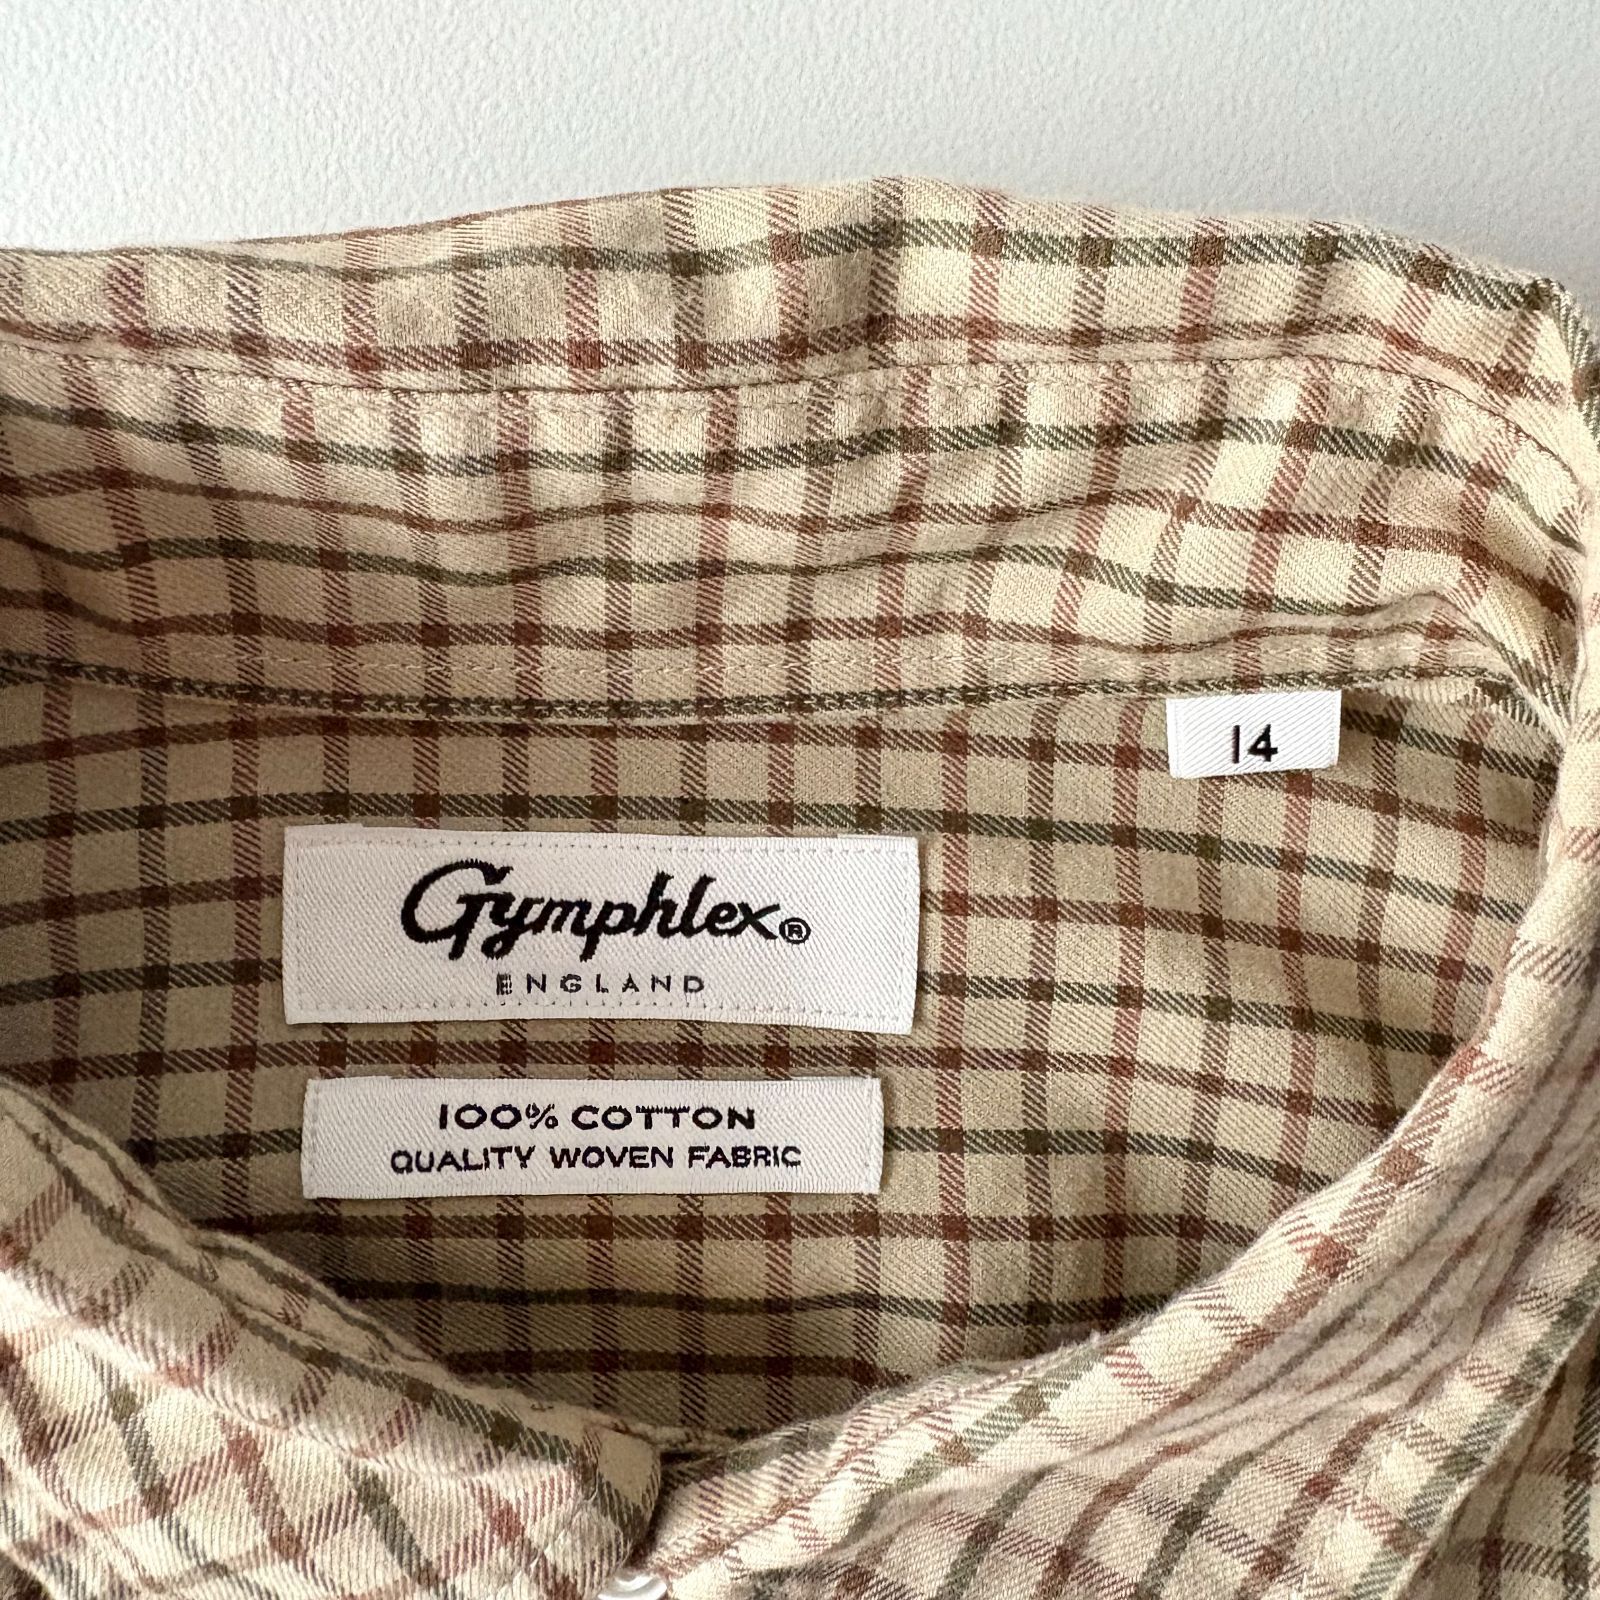 14
Gymphlex®
ENGLAND
100% COTTON
QUALITY WOVEN FABRIC